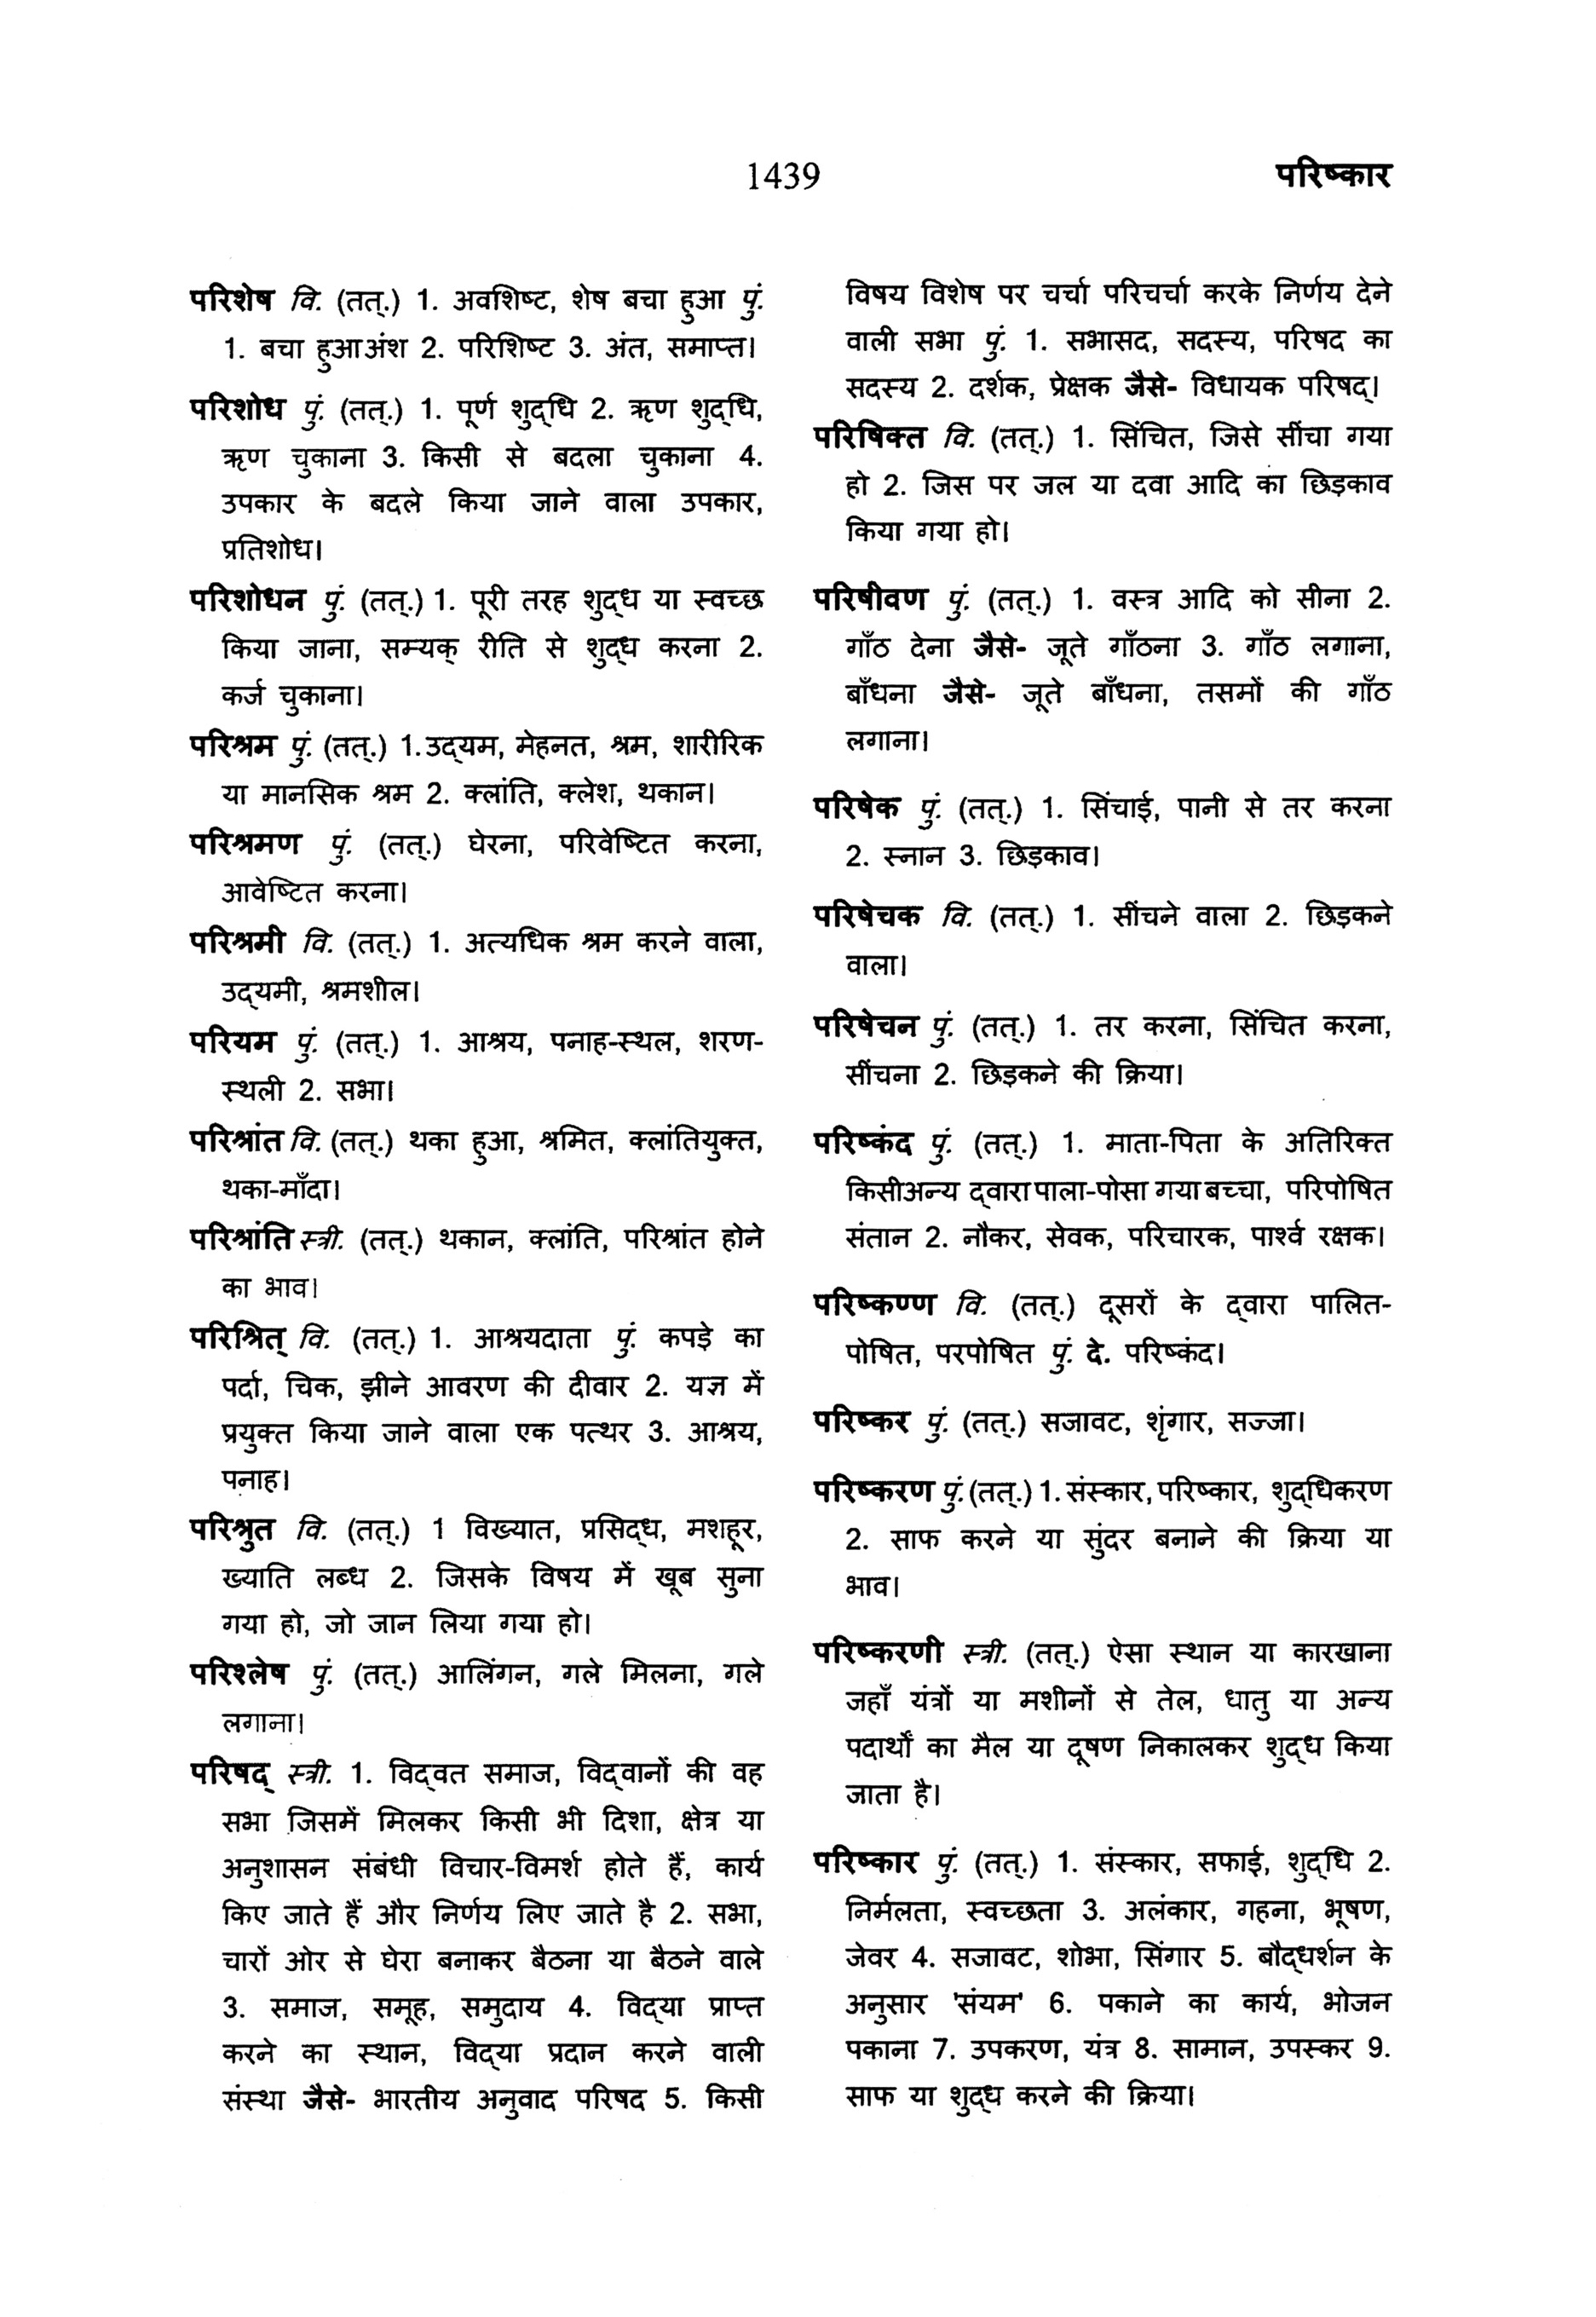 1439
परिष्कार
परिशेष वि. (तत्.) 1. अवशिष्ट, शेष बचा हुआ पुं.
1. बचा हुआअंश 2. परिशिष्ट 3. अंत, समाप्त।
परिशोध पुं. (तत्.) 1. पूर्ण शुद्‌धि 2. ऋण शुद्‌धि,
ऋण चुकाना 3. किसी से बदला चुकाना 4.
उपकार के बदले किया जाने वाला उपकार,
प्रतिशोध।
परिशोधन पुं. (तत्.) 1. पूरी तरह शुद्‌ध या स्वच्छ
किया जाना, सम्यक् रीति से शुद्‌ध करना 2.
कर्ज चुकाना।
परिश्रम पुं. (तत्.) 1.उद्‌यम, मेहनत, श्रम, शारीरिक
या मानसिक श्रम 2. क्लांति, क्लेश, थकान।
परिश्रमण पुं. (तत्.) घेरना, परिवेष्टित करना,
आवेष्टित करना।
परिश्रमी वि. (तत्.) 1. अत्यधिक श्रम करने वाला,
उद्‌यमी, श्रमशील।
परियम पुं. (तत्.) 1. आश्रय, पनाह-स्थल, शरण-
स्थली 2. सभा।
परिश्रांत वि. (तत्.) थका हुआ, श्रमित, क्लांतियुक्त,
थका-माँदा।
परिश्रांति स्त्री. (तत्.) थकान, क्लांति, परिश्रांत होने
का भाव।
परिश्रित् वि. (तत्.) 1. आश्रयदाता पुं. कपड़े का
पर्दा, चिक, झीने आवरण की दीवार 2. यज्ञ में
प्रयुक्त किया जाने वाला एक पत्थर 3. आश्रय,
पनाह।
परिश्रुत वि. (तत्.) 1 विख्यात, प्रसिद्‌ध, मशहूर,
ख्याति लब्ध 2. जिसके विषय में खूब सुना
गया हो, जो जान लिया गया हो।
परिश्लेष पुं. (तत्.) आलिंगन, गले मिलना, गले
लगाना।
परिषद् स्त्री. 1. विद्‌वत समाज, विद्‌वानों की वह
सभा जिसमें मिलकर किसी भी दिशा, क्षेत्र या
अनुशासन संबंधी विचार-विमर्श होते हैं, कार्य
किए जाते हैं और निर्णय लिए जाते है 2. सभा,
चारों ओर से घेरा बनाकर बैठना या बैठने वाले
3. समाज, समूह, समुदाय 4. विद्‌या प्राप्त
करने का स्थान, विद्‌या प्रदान करने वाली
संस्था जैसे- भारतीय अनुवाद परिषद 5. किसी
विषय विशेष पर चर्चा परिचर्चा करके निर्णय देने
वाली सभा पुं. 1. सभासद, सदस्य, परिषद का
सदस्य 2. दर्शक, प्रेक्षक जैसे- विधायक परिषद्।
परिषिक्त वि. (तत्.) 1. सिंचित, जिसे सींचा गया
हो 2. जिस पर जल या दवा आदि का छिड़काव
किया गया हो।
परिषीवण पुं. (तत्.) 1. वस्त्र आदि को सीना 2.
गाँठ देना जैसे- जूते गाँठना 3. गाँठ लगाना,
बाँधना जैसे- जूते बाँधना, तसमों की गाँठ
लगाना।
परिषेक पुं. (तत्.) 1. सिंचाई, पानी से तर करना
2. स्नान 3. छिड़काव।
परिषेचक वि. (तत्.) 1. सींचने वाला 2. छिड़कने
वाला।
परिषेचन पुं. (तत्.) 1. तर करना, सिंचित करना,
सींचना 2. छिड़कने की क्रिया।
परिष्कंद पुं. (तत्.) 1. माता-पिता के अतिरिक्त
किसीअन्य द्‌वारा पाला-पोसा गया बच्चा, परिपोषित
संतान 2. नौकर, सेवक, परिचारक, पार्श्व रक्षक।
परिष्कण्ण वि. (तत्.) दूसरों के द्‌वारा पालित-
पोषित, परपोषित पुं. दे. परिष्कंद।
परिष्कर पुं. (तत्.) सजावट, शृंगार, सज्जा।
परिष्करण पुं. (तत्.) 1. संस्कार, परिष्कार, शुद्‌धिकरण
2. साफ करने या सुंदर बनाने की क्रिया या
भाव।
परिष्करणी स्त्री. (तत्.) ऐसा स्थान या कारखाना
जहाँ यंत्रों या मशीनों से तेल, धातु या अन्य
पदार्थों का मैल या दूषण निकालकर शुद्‌ध किया
जाता है।
परिष्कार पुं. (तत्.) 1. संस्कार, सफाई, शुद्‌धि 2.
निर्मलता, स्वच्छता 3. अलंकार, गहना, भूषण,
जेवर 4. सजावट, शोभा, सिंगार 5. बौद्‌धर्शन के
अनुसार 'संयम' 6. पकाने का कार्य, भोजन
पकाना 7. उपकरण, यंत्र 8. सामान, उपस्कर 9.
साफ या शुद्‌ध करने की क्रिया।